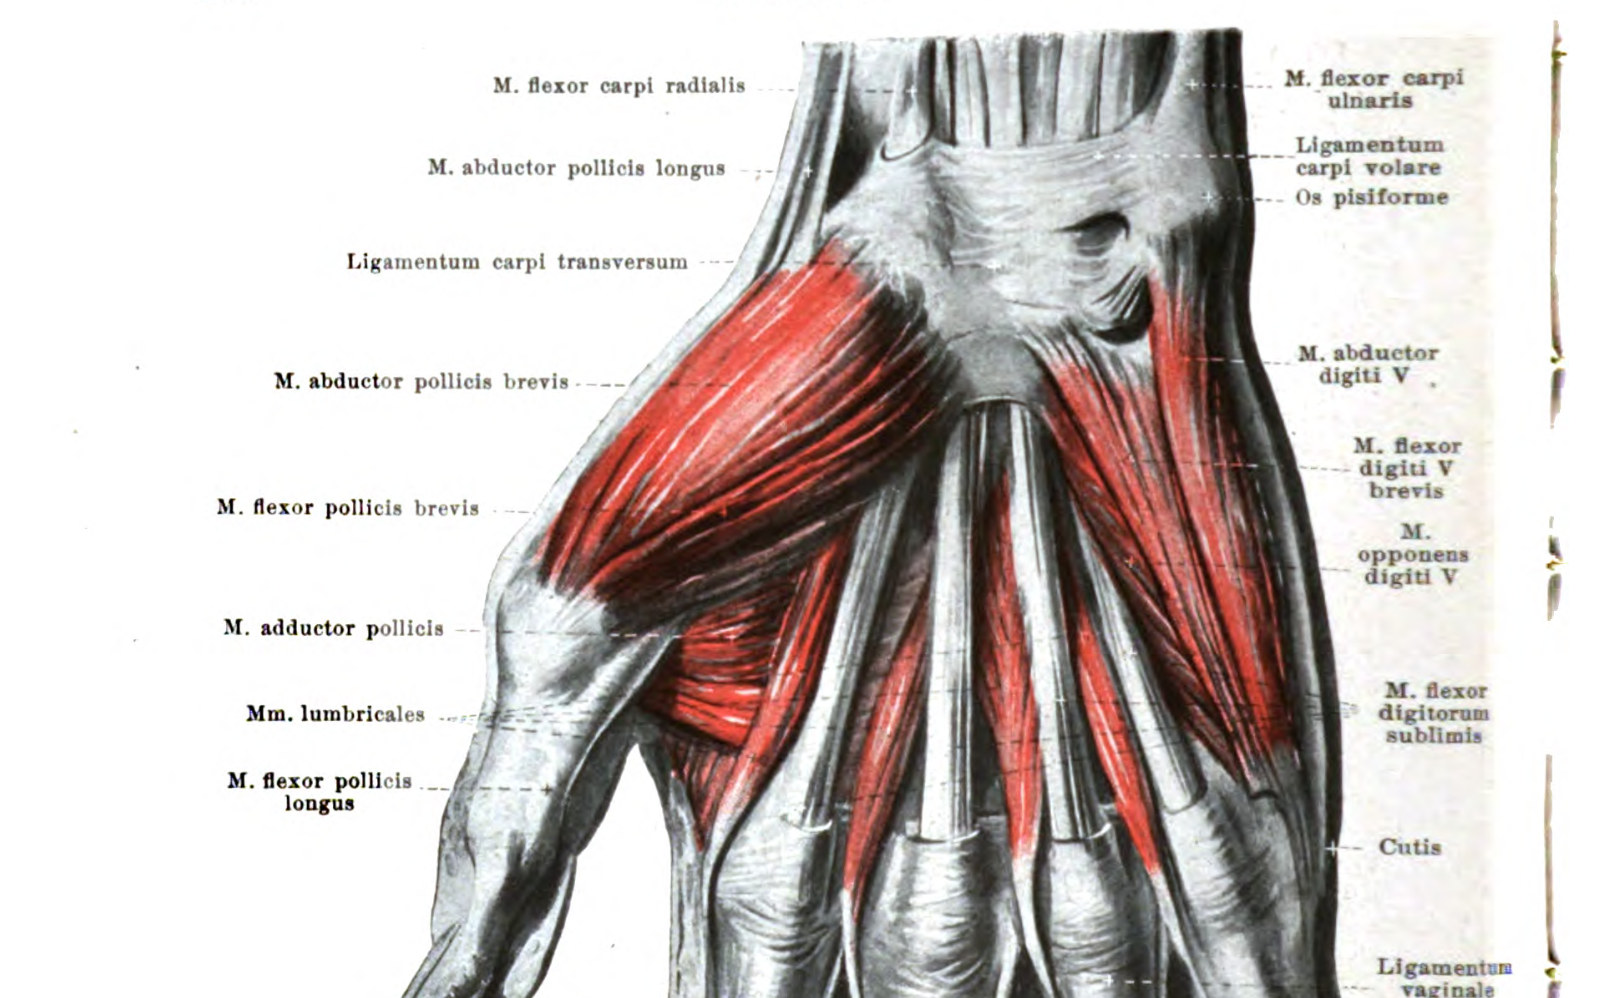 M. flexor carpi radialis
M. abductor pollicis longus
Ligamentum carpi transversum
M. abductor pollicis brevis
M. flexor pollicis brevis
M. adductor pollicis
Mm. lumbricales
M. flexor pollicis
longus
M. flexor carpi
ulnaris
Ligamentum
carpi volare
Os pisiforme
M. abductor
digiti V
M. flexor
digiti V
brevis
M.
opponens
digiti V
M. flexor
digitorum
sublimis
Cutis
Ligamentum
vaginale